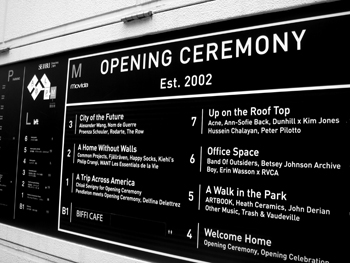 P
SEIBU
L
M
movida
OPENING CEREMONY
Est. 2002
3 City of the Future
Alexander Wang, Nom de Guerre
Proenza Schouler, Rodarte, The Row
2 A Home Without Walls
Common Projects, Fjällräven, Happy Socks, Kiehl's
Philip Crangi, WANT Les Essentiels de la Vie
1 A Trip Across America
Chloë Sevigny for Opening Ceremony
Pendleton meets Opening Ceremony, Delfina Delettrez
B1 BIFFI CAFE
7 Up on the Roof Top
Acne, Ann-Sofie Back, Dunhill x Kim Jones
Hussein Chalayan, Peter Pilotto
6 Office Space
Band Of Outsiders, Betsey Johnson Archive
Boy, Erin Wasson x RVCA
5 A Walk in the Park
ARTBOOK, Heath Ceramics, John Derian
Other Music, Trash & Vaudeville
4 Welcome Home
Opening Ceremony, Opening Celebration